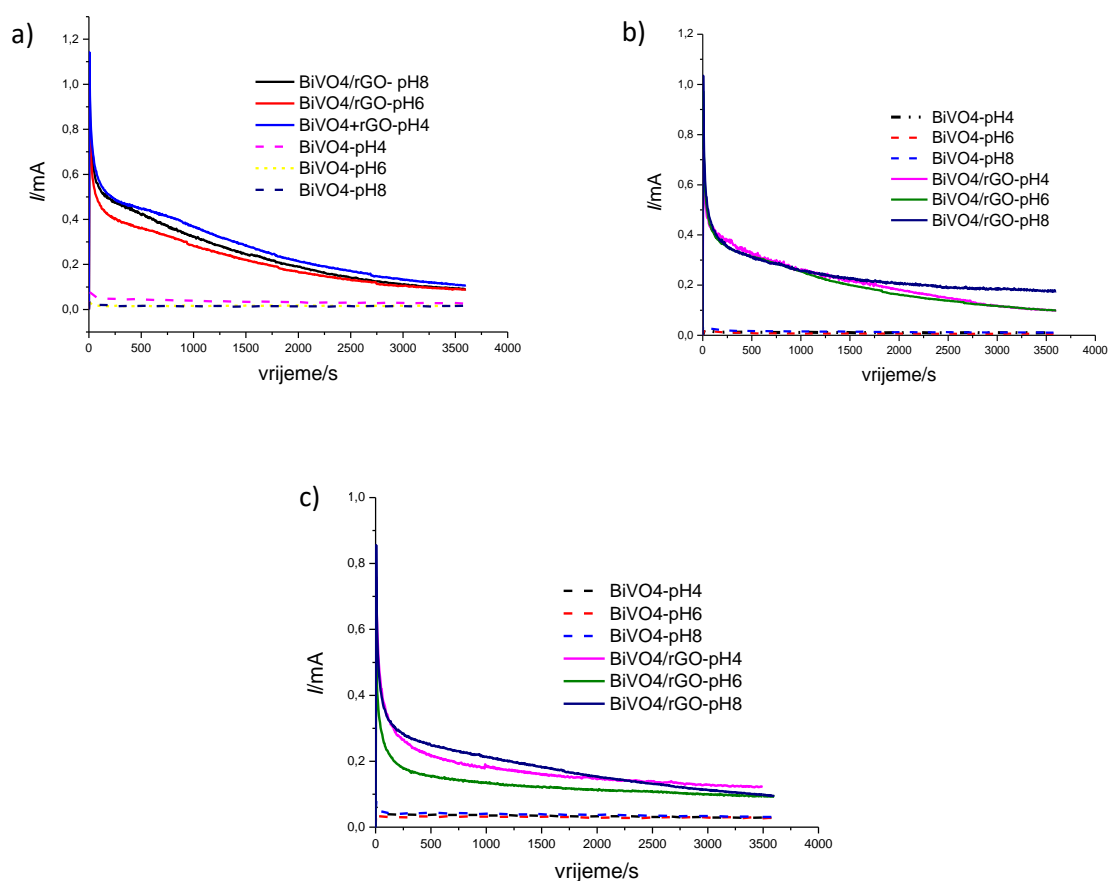 a)
1,2
1,0
0,8
0,6
0,4
0,2
0,0
I/mA
BiVO4/rGO- pH8
BiVO4/rGO-pH6
BiVO4+rGO-pH4
BiVO4-pH4
BiVO4-pH6
BiVO4-pH8
0 500 1000 1500 2000 2500 3000 3500 4000
vrijeme/s
b)
1,2
1,0
0,8
0,6
0,4
0,2
0,0
I/mA
BiVO4-pH4
BiVO4-pH6
BiVO4-pH8
BiVO4/rGO-pH4
BiVO4/rGO-pH6
BiVO4/rGO-pH8
0 500 1000 1500 2000 2500 3000 3500 4000
vrijeme/s
c)
1,0
0,8
0,6
0,4
0,2
0,0
I/mA
BiVO4-pH4
BiVO4-pH6
BiVO4-pH8
BiVO4/rGO-pH4
BiVO4/rGO-pH6
BiVO4/rGO-pH8
0 500 1000 1500 2000 2500 3000 3500 4000
vrijeme/s